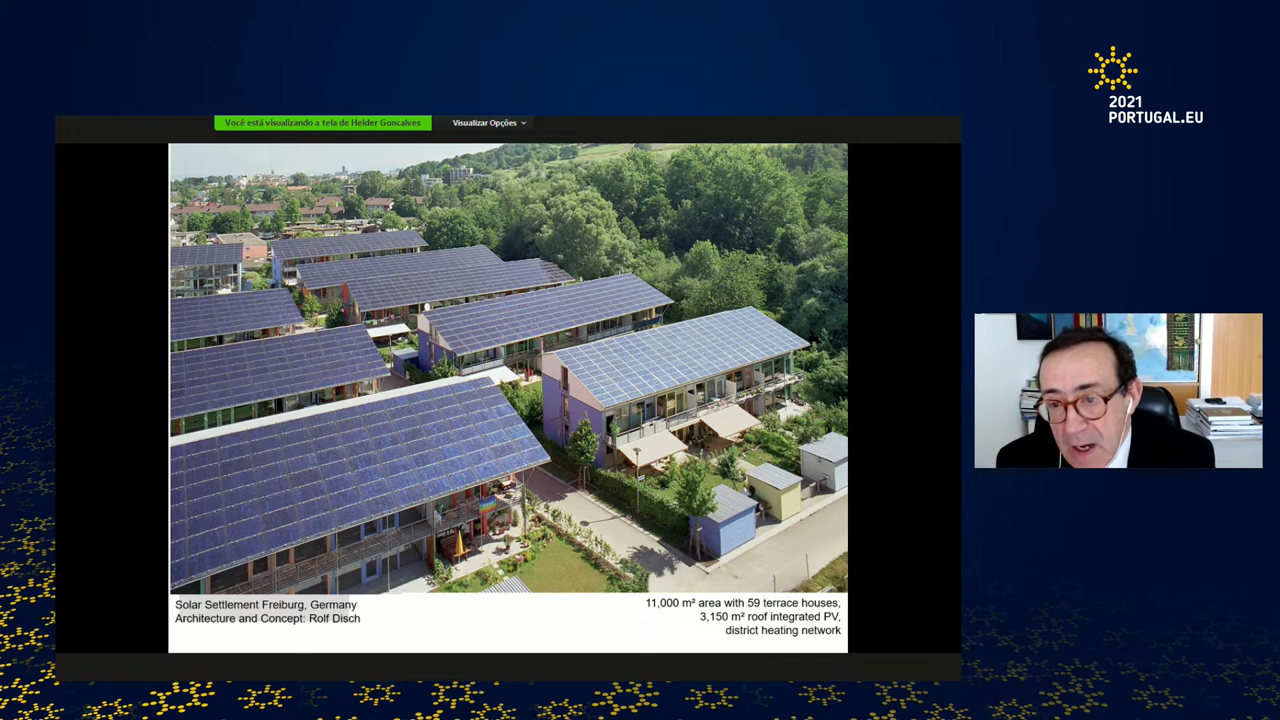 2021
PORTUGAL.EU
Você está visualizando a tela de Helder Goncalves
Visualizar Opções
Solar Settlement Freiburg, Germany
Architecture and Concept: Rolf Disch
11,000 m² area with 59 terrace houses,
3,150 m² roof integrated PV,
district heating network